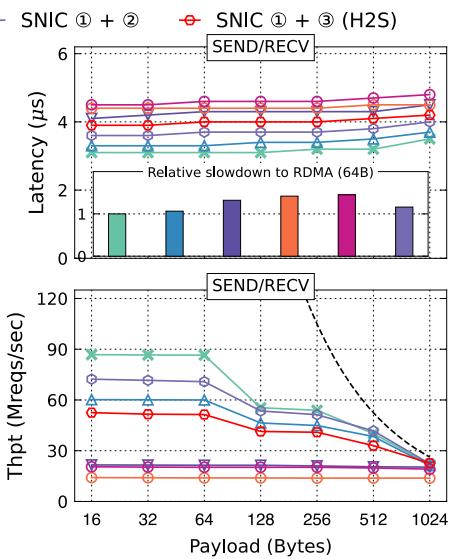 SNIC ① + ② SNIC ① + ③ (H2S)
SEND/RECV
6
4
2
0
Latency (μs)
Relative slowdown to RDMA (64B)
1
0
SEND/RECV
120
90
60
30
0
Thpt (Mreqs/sec)
16 32 64 128 256 512 1024
Payload (Bytes)